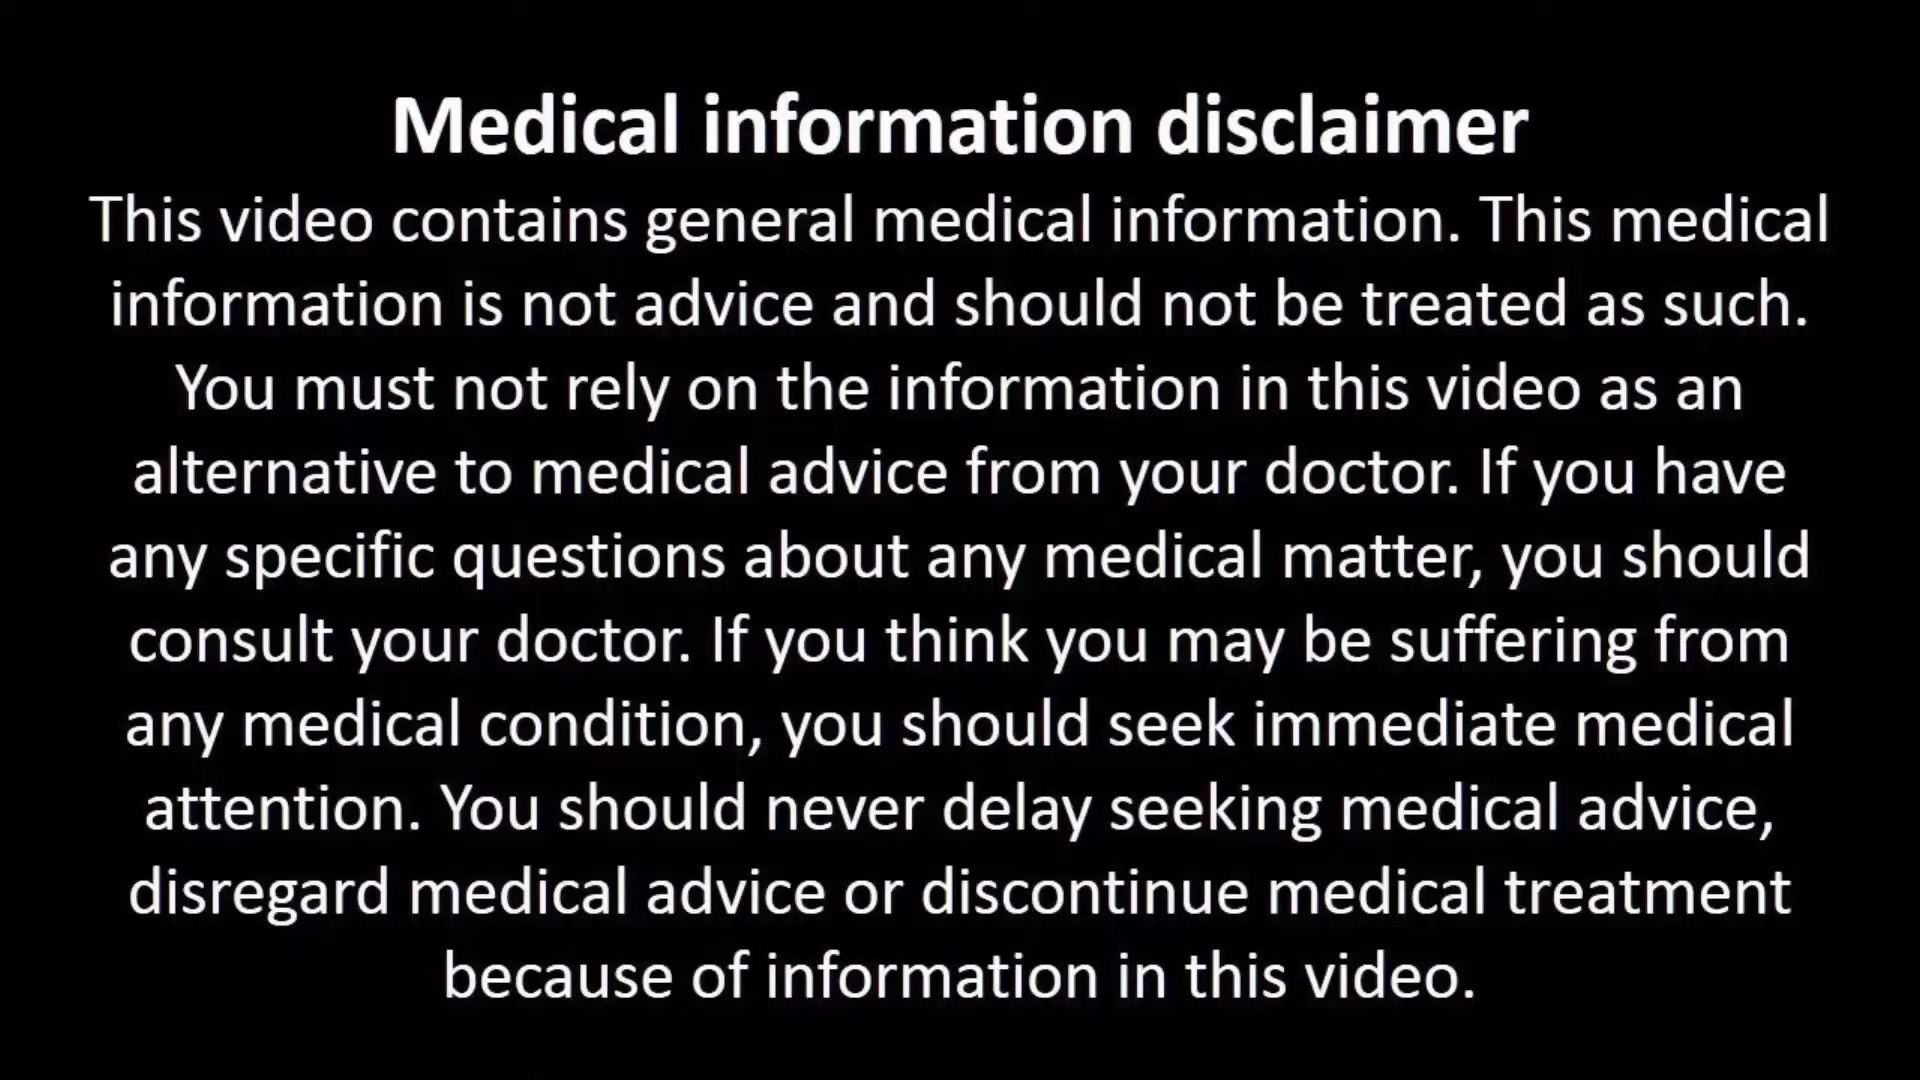 Medical information disclaimer
This video contains general medical information. This medical
information is not advice and should not be treated as such.
You must not rely on the information in this video as an
alternative to medical advice from your doctor. If you have
any specific questions about any medical matter, you should
consult your doctor. If you think you may be suffering from
any medical condition, you should seek immediate medical
attention. You should never delay seeking medical advice,
disregard medical advice or discontinue medical treatment
because of information in this video.